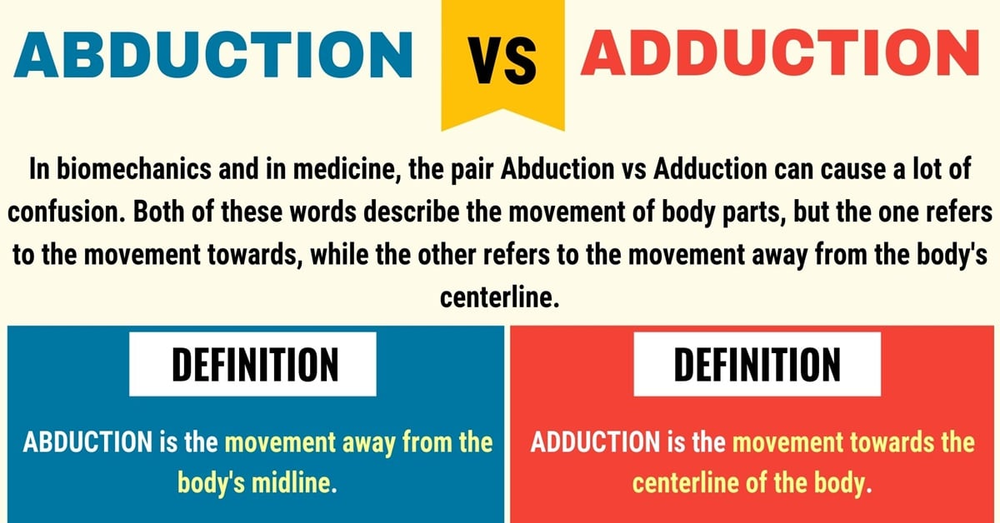 ABDUCTION VS ADDUCTION
In biomechanics and in medicine, the pair Abduction vs Adduction can cause a lot of
confusion. Both of these words describe the movement of body parts, but the one refers
to the movement towards, while the other refers to the movement away from the body's
centerline.
DEFINITION
ABDUCTION is the movement away from the
body's midline.
DEFINITION
ADDUCTION is the movement towards the
centerline of the body.